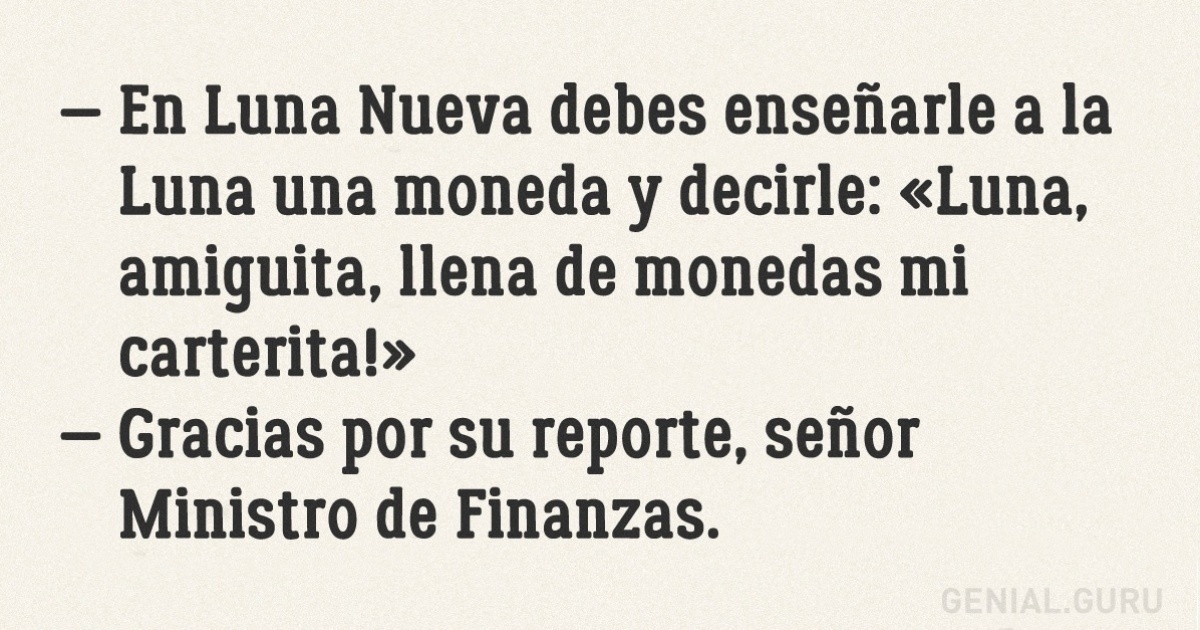 — En Luna Nueva debes enseñarle a la
Luna una moneda y decirle: «Luna,
amiguita, llena de monedas mi
carterita!»
— Gracias por su reporte, señor
Ministro de Finanzas.
GENIAL.GURU